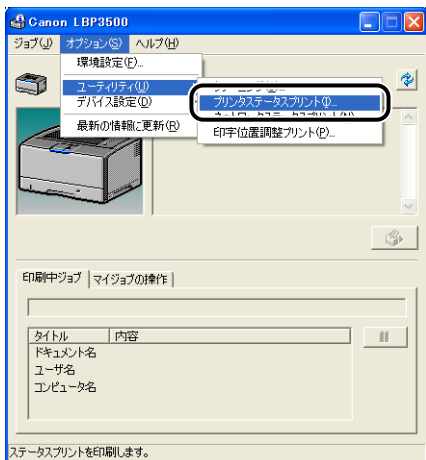 Canon LBP3500
ジョブ(J) オプション(S) ヘルプ(H)
環境設定(F)...
ユーティリティ(U)
プリンタステータスプリント(I)...
デバイス設定(D)
印字位置調整プリント(P)...
最新の情報に更新(R)
印刷中ジョブ マイジョブの操作
タイトル 内容
ドキュメント名
ユーザ名
コンピュータ名
ステータスプリントを印刷します。